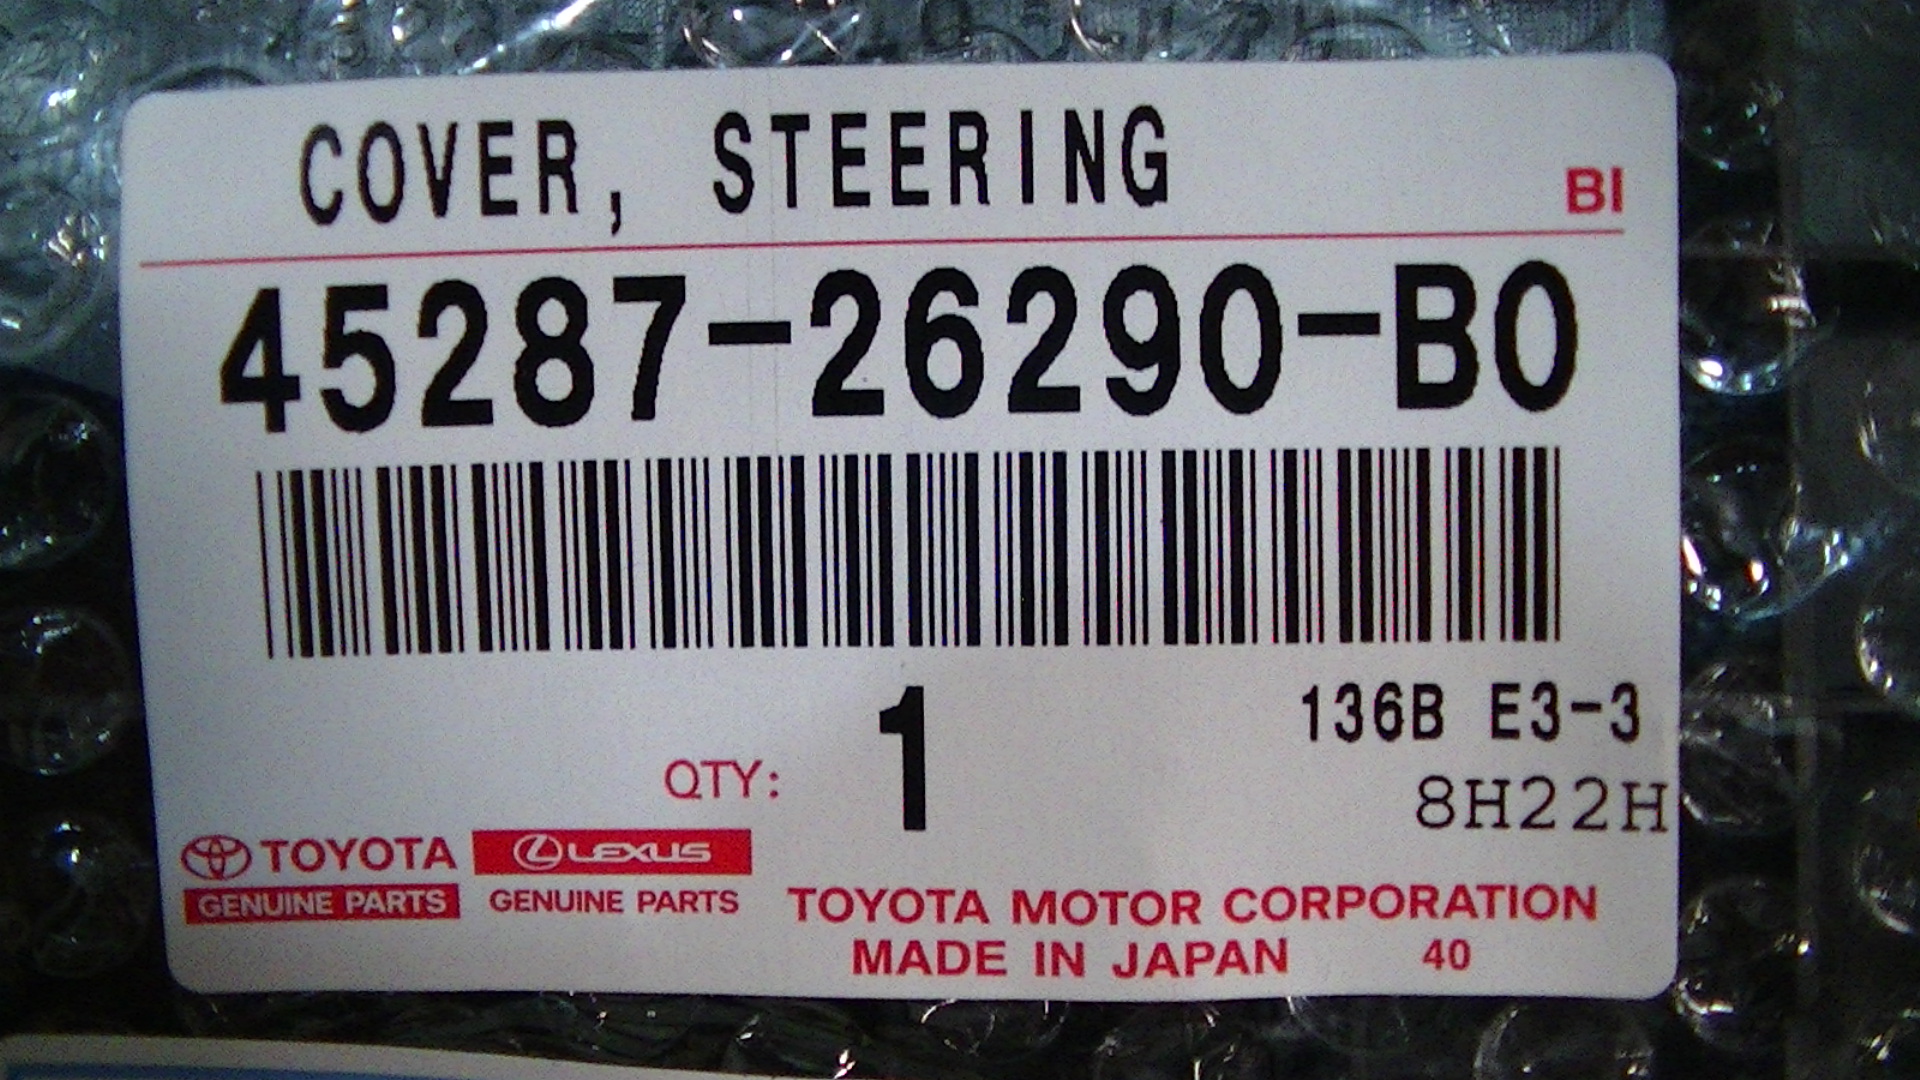 COVER, STEERING
BI
45287-26290-B0
136B E3-3
QTY: 1
8H22H
TOYOTA LEXUS
GENUINE PARTS GENUINE PARTS
TOYOTA MOTOR CORPORATION
MADE IN JAPAN 40